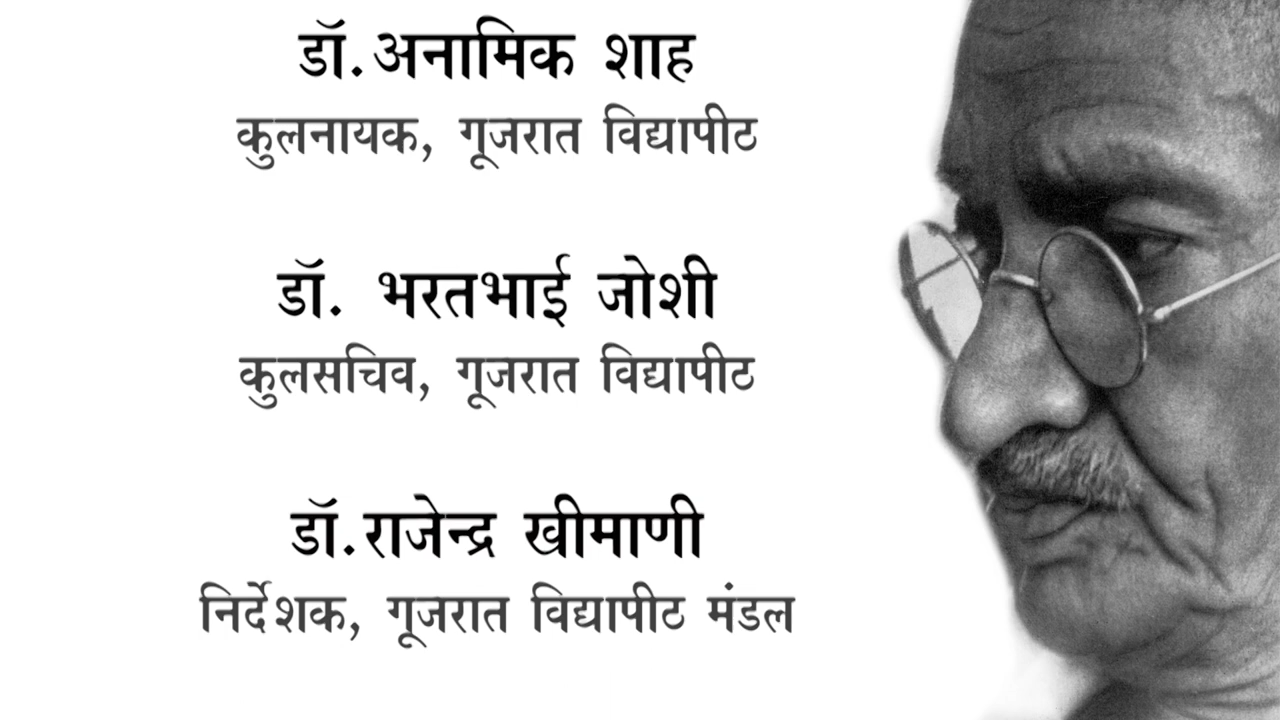 डॉ.अनामिक शाह
कुलनायक, गूजरात विद्यापीट
डॉ. भरतभाई जोशी
कुलसचिव, गूजरात विद्यापीट
डॉ.राजेन्द्र खीमाणी
निर्देशक, गूजरात विद्यापीट मंडल